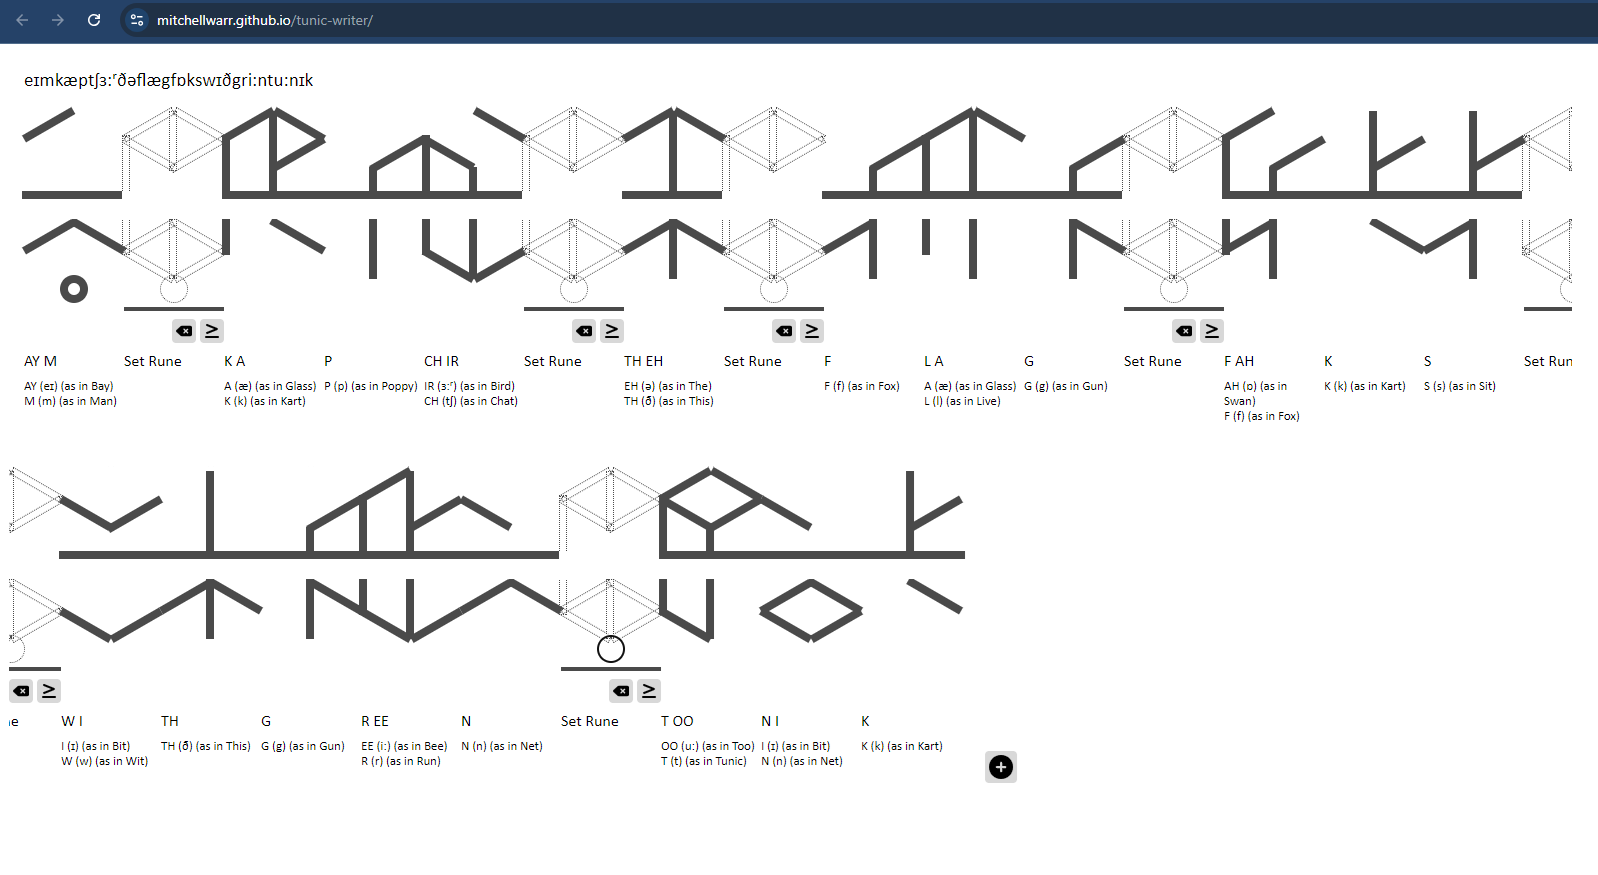 mitchellwarr.github.io/tunic-writer/
eɪmkæptʃɜːʳðəflægfɒkswɪðgriːntuːnɪk
AY M Set Rune K A P CH IR Set Rune TH EH Set Rune F L A G Set Rune F AH K S Set Run
AY (eɪ) (as in Bay) A (æ) (as in Glass) P (p) (as in Poppy) IR (ɜːʳ) (as in Bird) EH (ə) (as in The) F (f) (as in Fox) A (æ) (as in Glass) G (g) (as in Gun) AH (ɒ) (as in K (k) (as in Kart) S (s) (as in Sit)
M (m) (as in Man) K (k) (as in Kart) CH (tʃ) (as in Chat) TH (ð) (as in This) L (l) (as in Live) Swan)
F (f) (as in Fox)
ne W I TH G R EE N Set Rune T OO N I K
I (ɪ) (as in Bit) TH (ð) (as in This) G (g) (as in Gun) EE (iː) (as in Bee) N (n) (as in Net) OO (uː) (as in Too) I (ɪ) (as in Bit) K (k) (as in Kart)
W (w) (as in Wit) R (r) (as in Run) T (t) (as in Tunic) N (n) (as in Net)